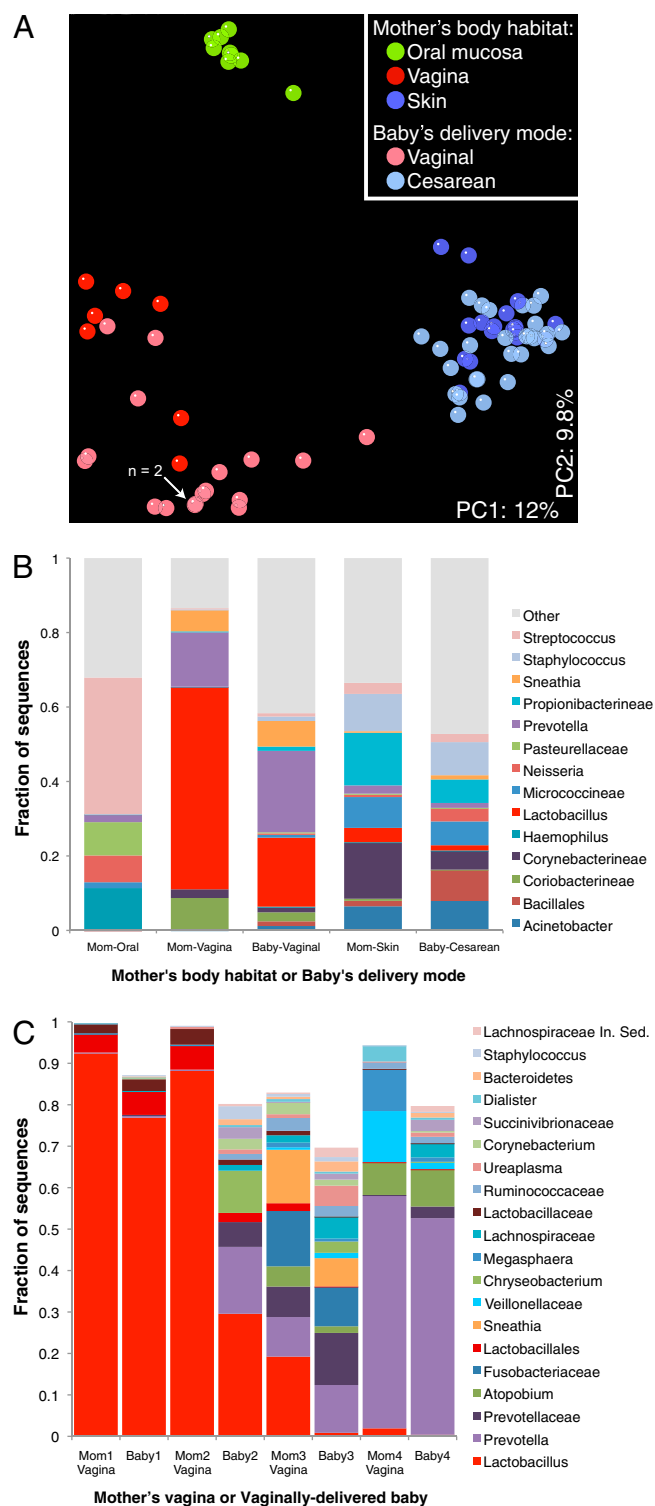 A
Mother's body habitat:
Oral mucosa
Vagina
Skin
Baby's delivery mode:
Vaginal
Cesarean
n = 2
PC2: 9.8%
PC1: 12%
B
Fraction of sequences
1
0.8
0.6
0.4
0.2
0
Mom-Oral Mom-Vagina Baby-Vaginal Mom-Skin Baby-Cesarean
Mother's body habitat or Baby's delivery mode
Other
Streptococcus
Staphylococcus
Sneathia
Propionibacterineae
Prevotella
Pasteurellaceae
Neisseria
Micrococcineae
Lactobacillus
Haemophilus
Corynebacterineae
Coriobacterineae
Bacillales
Acinetobacter
C
Fraction of sequences
1
0.9
0.8
0.7
0.6
0.5
0.4
0.3
0.2
0.1
0
Mom1 Baby1 Mom2 Baby2 Mom3 Baby3 Mom4 Baby4
Vagina Vagina Vagina Vagina
Mother's vagina or Vaginally-delivered baby
Lachnospiraceae In. Sed.
Staphylococcus
Bacteroidetes
Dialister
Succinivibrionaceae
Corynebacterium
Ureaplasma
Ruminococcaceae
Lactobacillaceae
Lachnospiraceae
Megasphaera
Chryseobacterium
Veillonellaceae
Sneathia
Lactobacillales
Fusobacteriaceae
Atopobium
Prevotellaceae
Prevotella
Lactobacillus